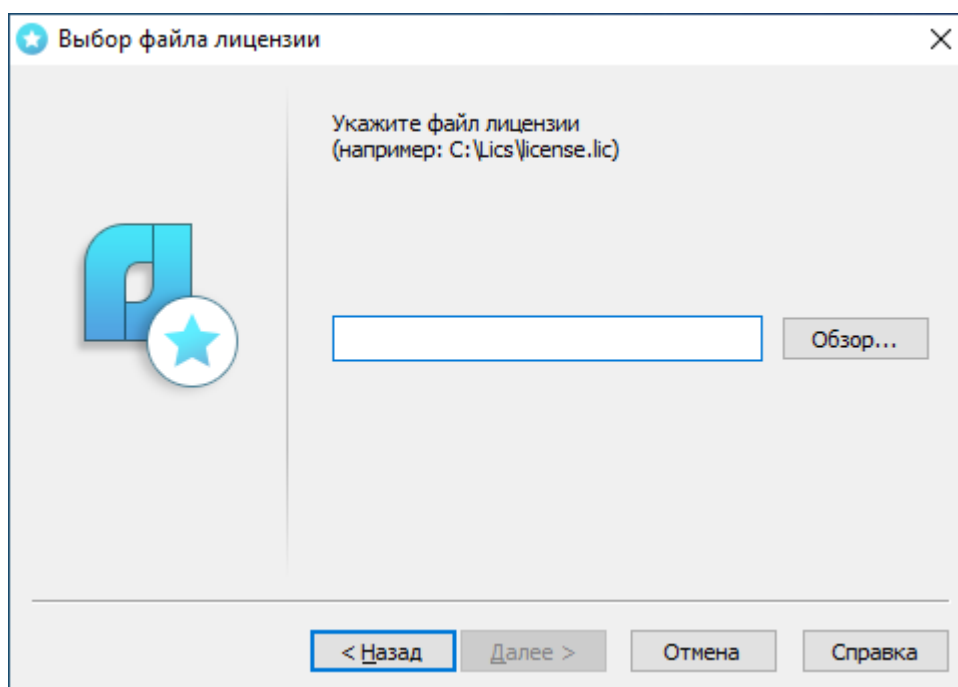 Выбор файла лицензии
Укажите файл лицензии
(например: C:\Lics\license.lic)
Обзор...
< Назад
Далее >
Отмена
Справка